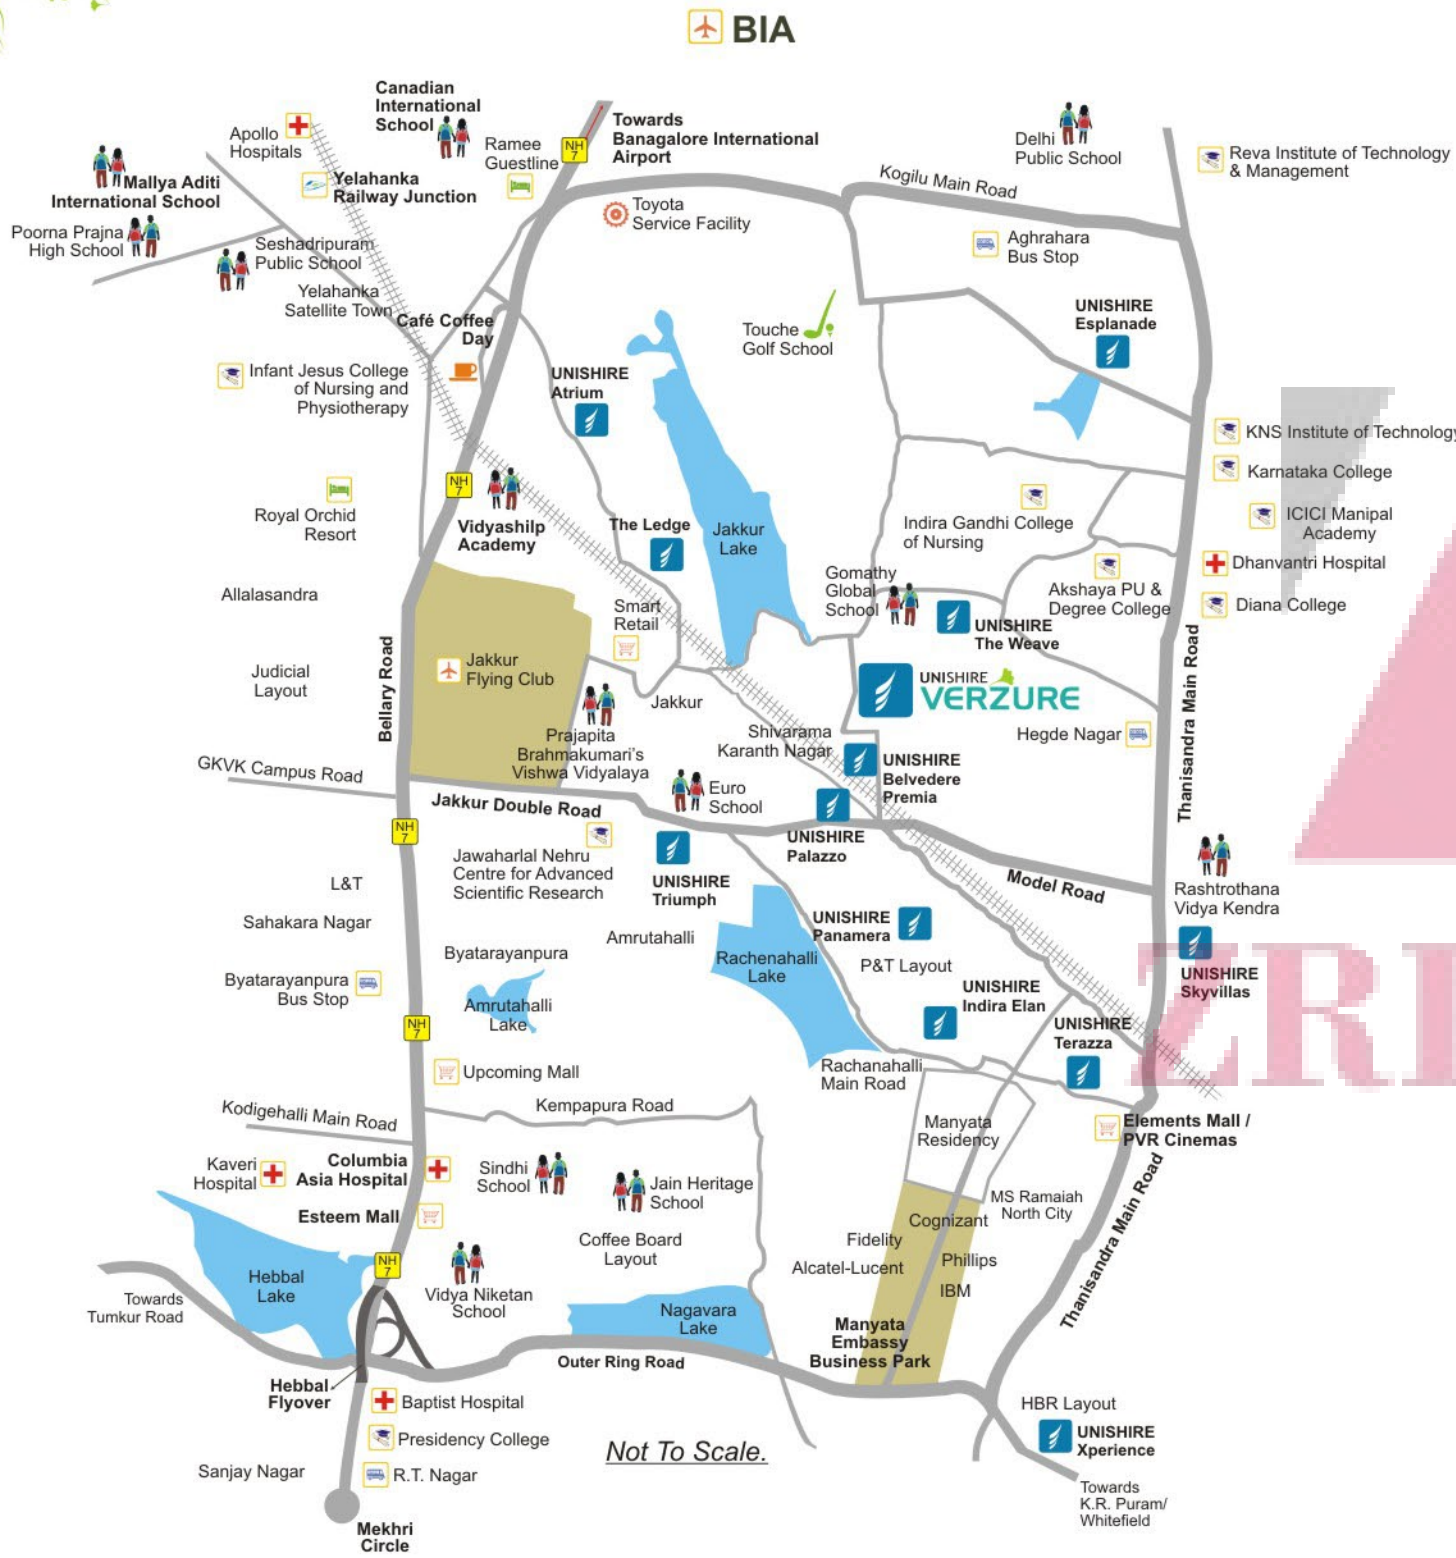 BIA
Canadian
International
School
Towards
Banagalore International
Airport
NH
7
Ramee
Guestline
Apollo
Hospitals
Delhi
Public School
Reva Institute of Technology
& Management
Mallya Aditi
International School
Yelahanka
Railway Junction
Kogilu Main Road
Poorna Prajna
High School
Toyota
Service Facility
Seshadripuram
Public School
Aghrahara
Bus Stop
Yelahanka
Satellite Town
Café Coffee
Day
Touche
Golf School
UNISHIRE
Esplanade
Infant Jesus College
of Nursing and
Physiotherapy
UNISHIRE
Atrium
KNS Institute of Technology
Karnataka College
NH
7
Royal Orchid
Resort
Vidyashilp
Academy
The Ledge
Jakkur
Lake
Indira Gandhi College
of Nursing
ICICI Manipal
Academy
Dhanvantri Hospital
Allalasandra
Smart
Retail
Gomathy
Global
School
Akshaya PU &
Degree College
Diana College
UNISHIRE
The Weave
Bellary Road
Judicial
Layout
Jakkur
Flying Club
Jakkur
UNISHIRE
VERZURE
Thanisandra Main Road
Prajapita
Brahmakumari's
Vishwa Vidyalaya
Shivarama
Karanth Nagar
Hegde Nagar
GKVK Campus Road
Euro
School
UNISHIRE
Belvedere
Premia
Jakkur Double Road
NH
7
UNISHIRE
Palazzo
Jawaharlal Nehru
Centre for Advanced
Scientific Research
UNISHIRE
Triumph
Model Road
Rashtrothana
Vidya Kendra
L&T
Sahakara Nagar
Amrutahalli
UNISHIRE
Panamera
Byatarayanpura
Rachenahalli
Lake
P&T Layout
UNISHIRE
Skyvillas
ZRI
Byatarayanpura
Bus Stop
Amrutahalli
Lake
UNISHIRE
Indira Elan
NH
7
UNISHIRE
Terazza
Upcoming Mall
Rachanahalli
Main Road
Kempapura Road
Kodigehalli Main Road
Manyata
Residency
Elements Mall /
PVR Cinemas
Kaveri
Hospital
Columbia
Asia Hospital
Sindhi
School
Jain Heritage
School
MS Ramaiah
North City
Esteem Mall
Cognizant
Coffee Board
Layout
Fidelity
Phillips
Alcatel-Lucent
IBM
Thanisandra Main Road
NH
7
Hebbal
Lake
Vidya Niketan
School
Towards
Tumkur Road
Nagavara
Lake
Manyata
Embassy
Business Park
Outer Ring Road
Hebbal
Flyover
Baptist Hospital
HBR Layout
Presidency College
UNISHIRE
Xperience
Not To Scale.
Sanjay Nagar
R.T. Nagar
Towards
K.R. Puram/
Whitefield
Mekhri
Circle